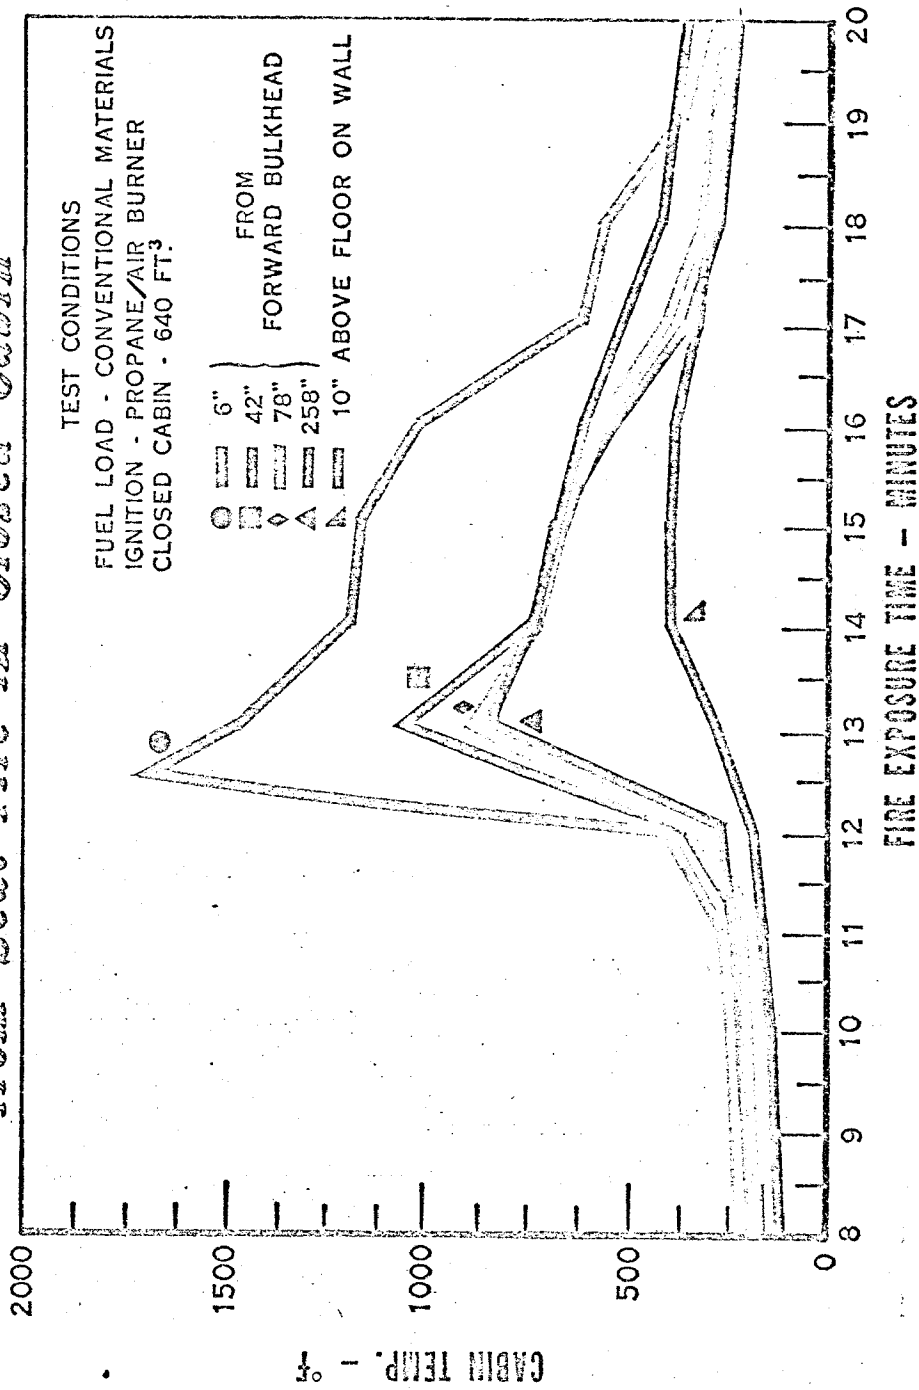 TEST CONDITIONS
FUEL LOAD - CONVENTIONAL MATERIALS
IGNITION - PROPANE/AIR BURNER
CLOSED CABIN - 640 FT.³
6"
42"
78"
258"
FROM
FORWARD BULKHEAD
10" ABOVE FLOOR ON WALL
2000
1500
1000
500
0
CABIN TEMP. - °F
8 9 10 11 12 13 14 15 16 17 18 19 20
FIRE EXPOSURE TIME - MINUTES